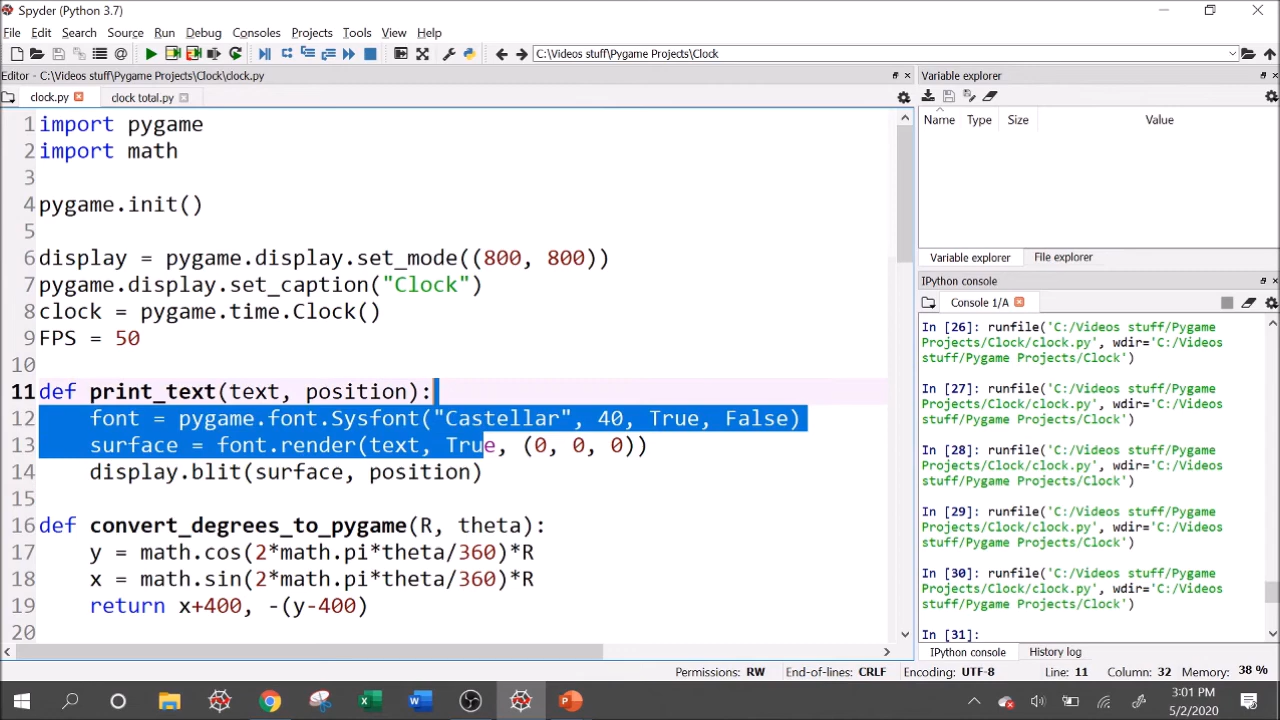 Spyder (Python 3.7)
File Edit Search Source Run Debug Consoles Projects Tools View Help
C:\Videos stuff\Pygame Projects\Clock
Editor - C:\Videos stuff\Pygame Projects\Clock\clock.py
clock.py clock total.py
1 import pygame
2 import math
3
4 pygame.init()
5
6 display = pygame.display.set_mode((800, 800))
7 pygame.display.set_caption("Clock")
8 clock = pygame.time.Clock()
9 FPS = 50
10
11 def print_text(text, position):
12 font = pygame.font.Sysfont("Castellar", 40, True, False)
13 surface = font.render(text, True, (0, 0, 0))
14 display.blit(surface, position)
15
16 def convert_degrees_to_pygame(R, theta):
17 y = math.cos(2*math.pi*theta/360)*R
18 x = math.sin(2*math.pi*theta/360)*R
19 return x+400, -(y-400)
20
Variable explorer
Name Type Size Value
Variable explorer File explorer
IPython console
Console 1/A
In [26]: runfile('C:/Videos stuff/Pygame
Projects/Clock/clock.py', wdir='C:/Videos
stuff/Pygame Projects/Clock')
In [27]: runfile('C:/Videos stuff/Pygame
Projects/Clock/clock.py', wdir='C:/Videos
stuff/Pygame Projects/Clock')
In [28]: runfile('C:/Videos stuff/Pygame
Projects/Clock/clock.py', wdir='C:/Videos
stuff/Pygame Projects/Clock')
In [29]: runfile('C:/Videos stuff/Pygame
Projects/Clock/clock.py', wdir='C:/Videos
stuff/Pygame Projects/Clock')
In [30]: runfile('C:/Videos stuff/Pygame
Projects/Clock/clock.py', wdir='C:/Videos
stuff/Pygame Projects/Clock')
In [31]:
IPython console History log
Permissions: RW End-of-lines: CRLF Encoding: UTF-8 Line: 11 Column: 32 Memory: 38 %
3:01 PM
5/2/2020